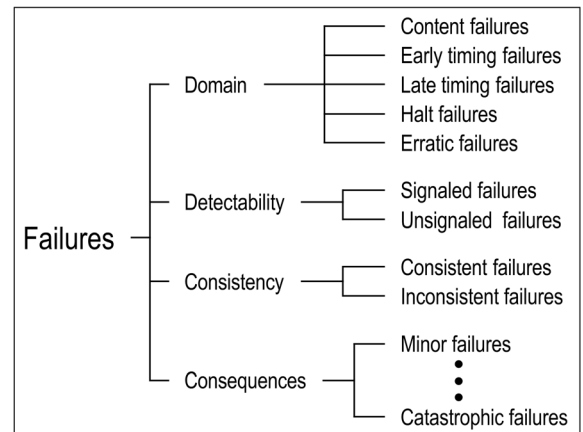 Content failures
Early timing failures
Domain
Late timing failures
Halt failures
Erratic failures
Signaled failures
Detectability
Unsignaled failures
Failures
Consistent failures
Consistency
Inconsistent failures
Minor failures
Consequences
Catastrophic failures